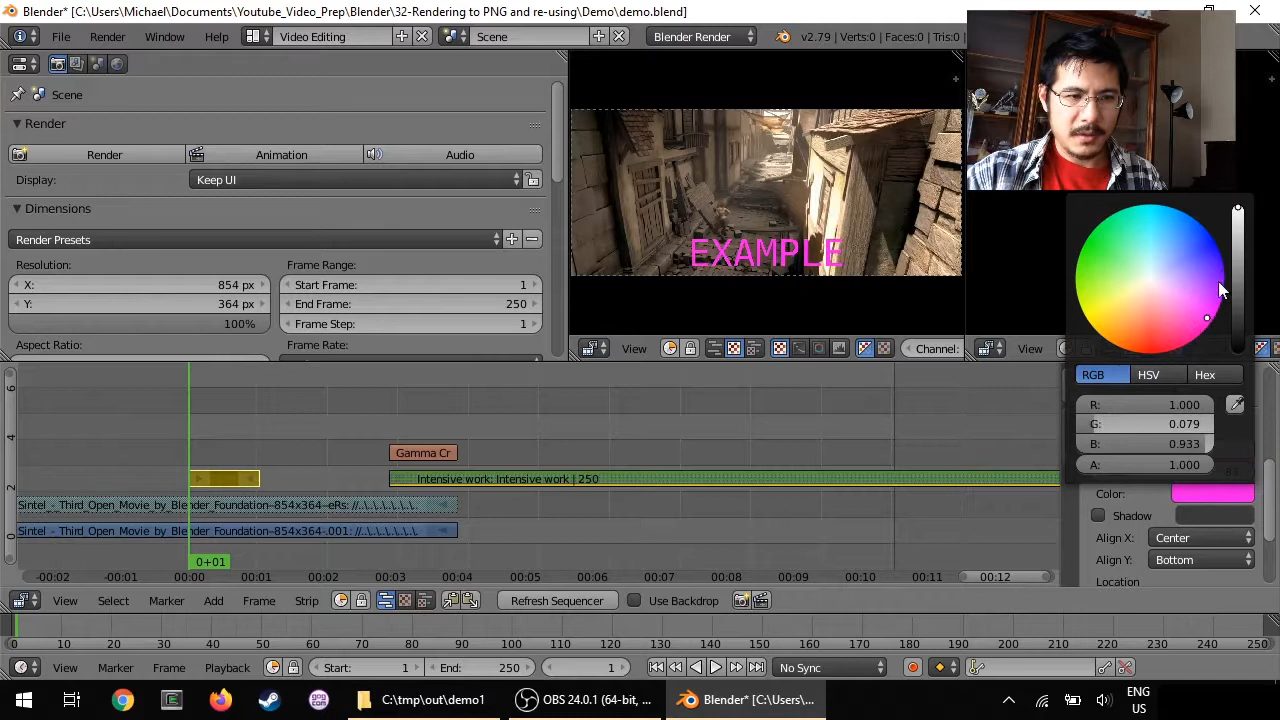 Blender* [C:\Users\Michael\Documents\Youtube_Video_Prep\Blender\32-Rendering to PNG and re-using\Demo\demo.blend]
File Render Window Help Video Editing Scene Blender Render v2.79 | Verts:0 | Faces:0 | Tris:0 |
Scene
Render
Render Animation Audio
Display: Keep UI
Dimensions
Render Presets
Resolution: Frame Range:
X: 854 px Start Frame: 1
Y: 364 px End Frame: 250
100% Frame Step: 1
Aspect Ratio: Frame Rate:
EXAMPLE
View Channel:
View
RGB HSV Hex
R: 1.000
G: 0.079
B: 0.933
A: 1.000
Color:
Shadow
Align X: Center
Align Y: Bottom
Location
6
4
2
0
Gamma Cr
Intensive work: Intensive work | 250
Sintel - Third Open Movie_by_Blender_Foundation--854x364--eRs: //..\..\..\..\..\..\.
Sintel - Third Open Movie_by_Blender_Foundation--854x364-.001: //..\..\..\..\..\..\.
0+01
-00:02 -00:01 00:00 00:01 00:02 00:03 00:04 00:05 00:06 00:07 00:08 00:09 00:10 00:11 00:12
View Select Marker Add Frame Strip Refresh Sequencer Use Backdrop
0 10 20 30 40 50 60 70 80 90 100 110 120 130 140 150 160 170 180 190 200 210 220 230 240 250
View Marker Frame Playback Start: 1 End: 250 1 No Sync
C:\tmp\out\demo1 OBS 24.0.1 (64-bit, ... Blender* [C:\Users\... ENG
US